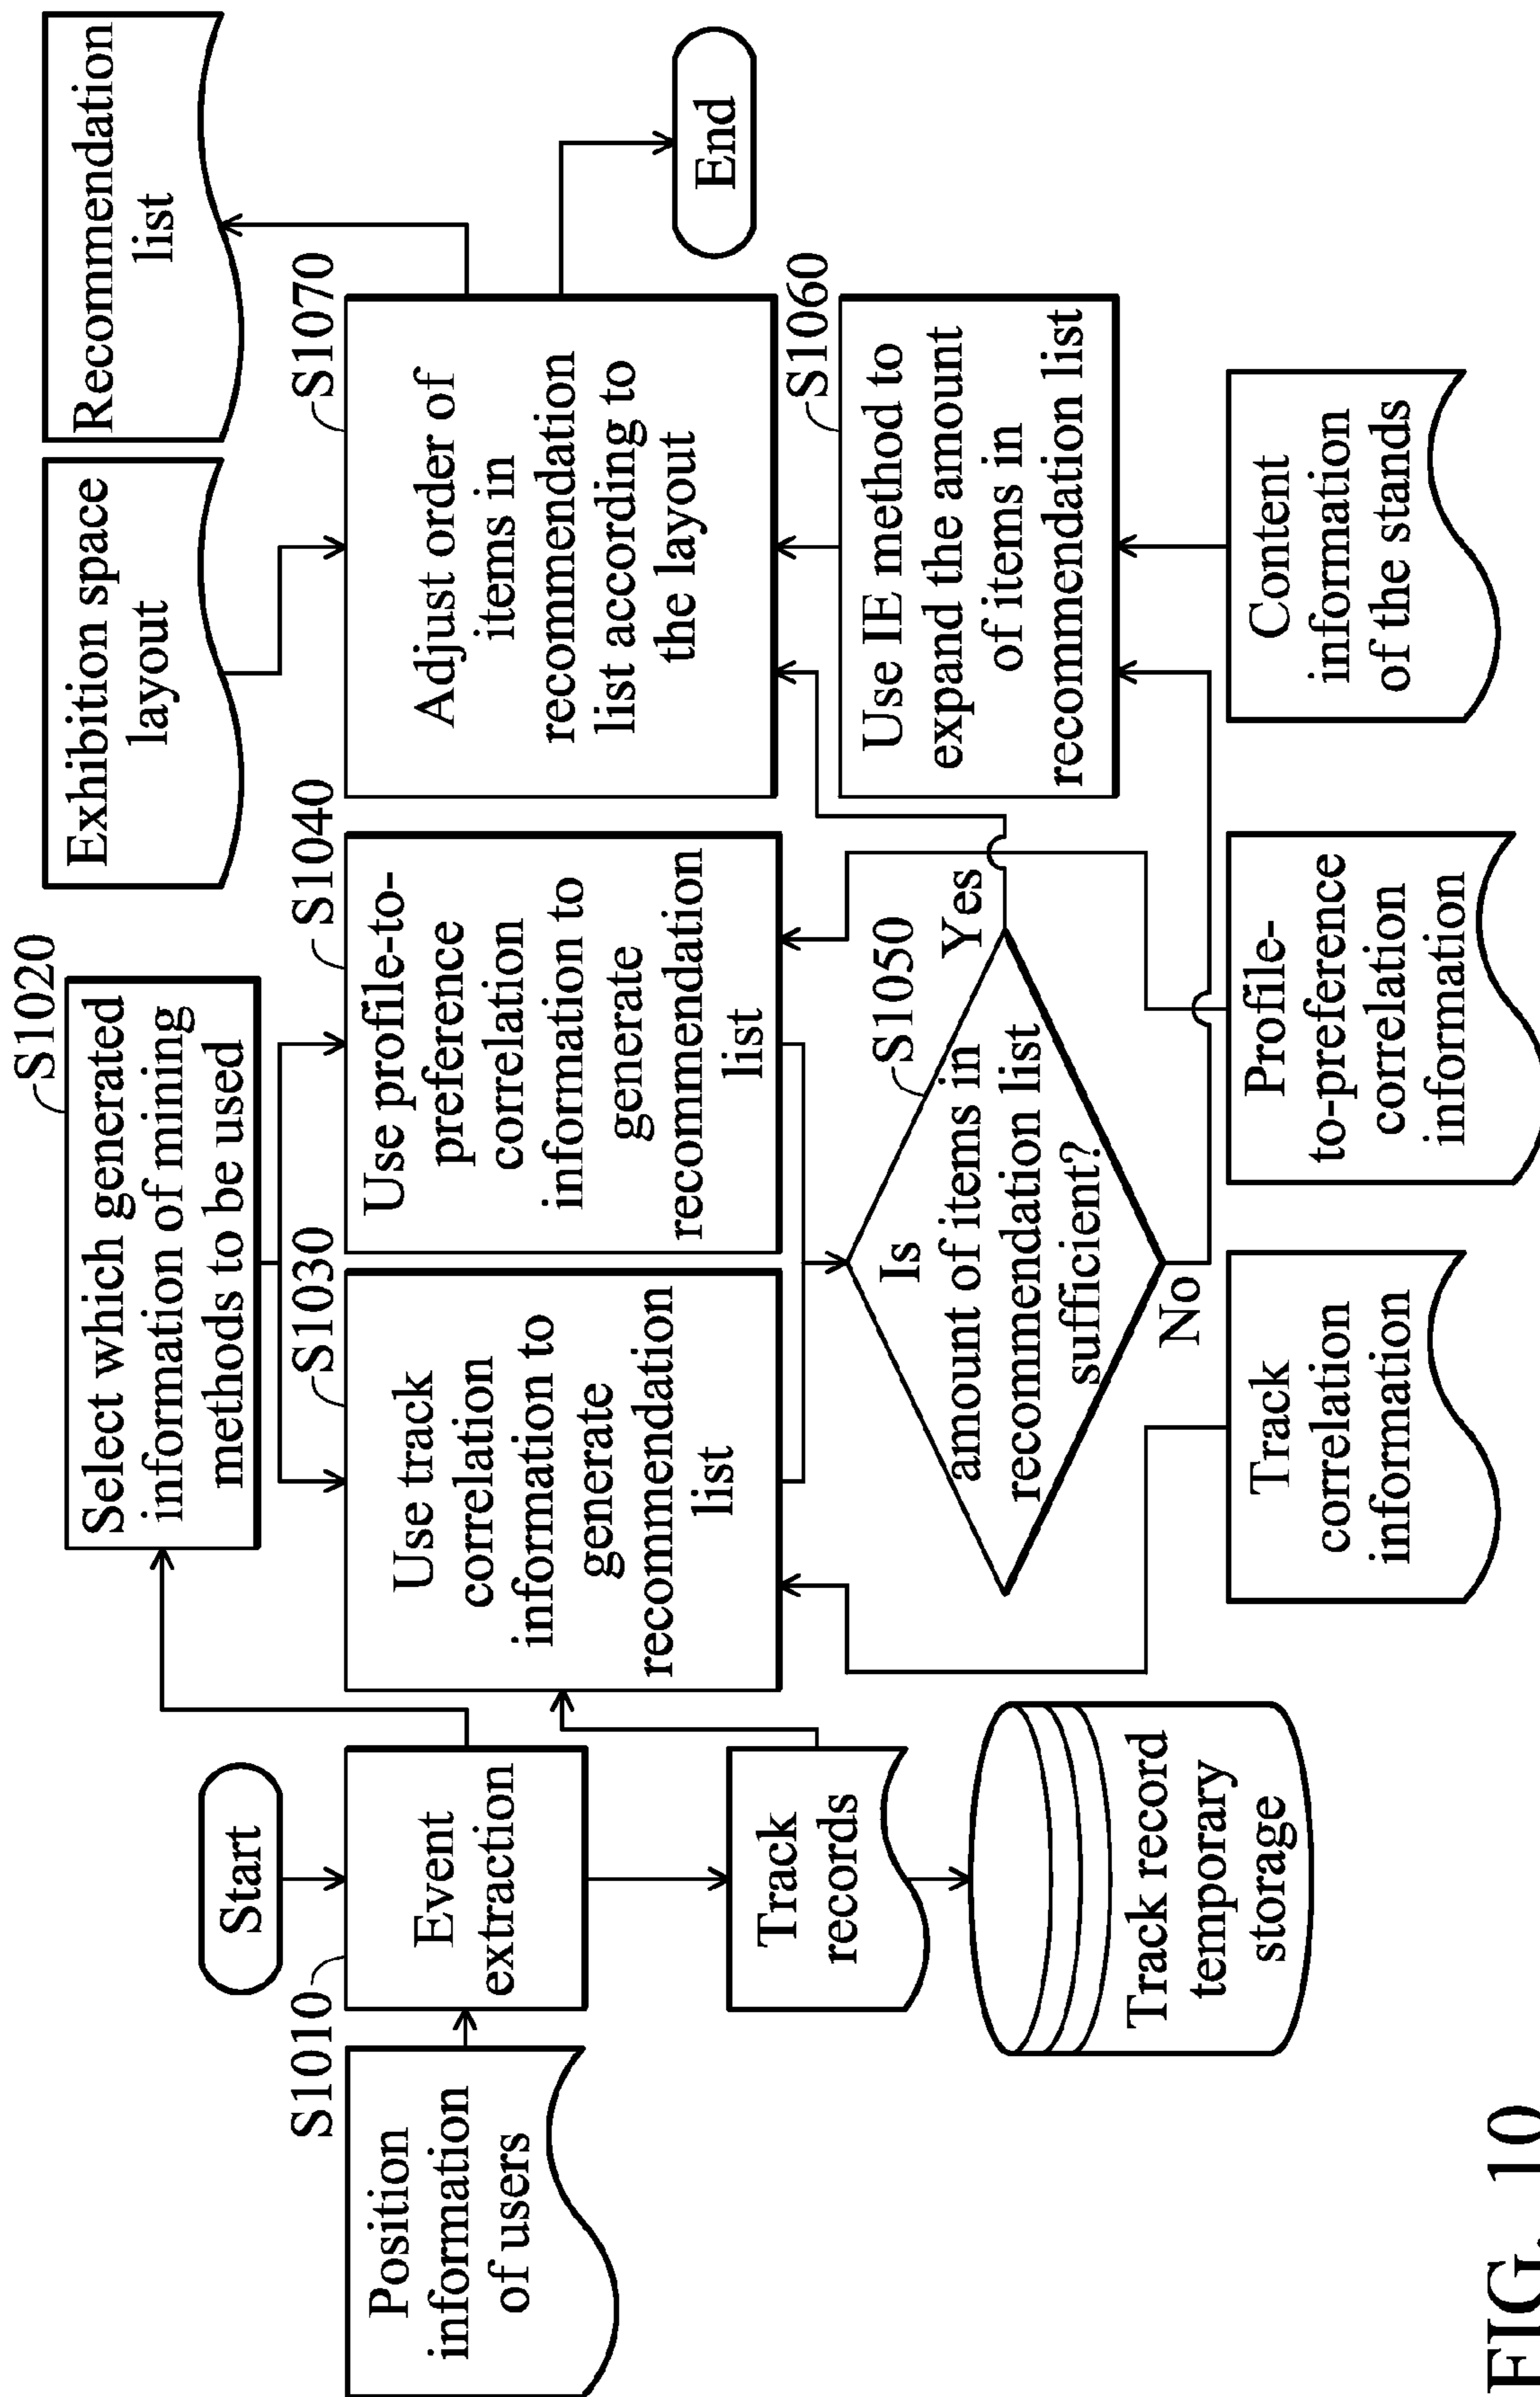 S1020
Select which generated
information of mining
methods to be used
Exhibition space
layout
Recommendation
list
Start
S1010
Position
information
of users
Event
extraction
S1030
Use track
correlation
information to
generate
recommendation
list
S1040
Use profile-to-
preference
correlation
information to
generate
recommendation
list
S1070
Adjust order of
items in
recommendation
list according to
the layout
End
Track
records
S1050
Is
amount of items in
recommendation list
sufficient?
Yes
No
S1060
Use IE method to
expand the amount
of items in
recommendation list
Track record
temporary
storage
Track
correlation
information
Profile-
to-preference
correlation
information
Content
information
of the stands
FIG. 10